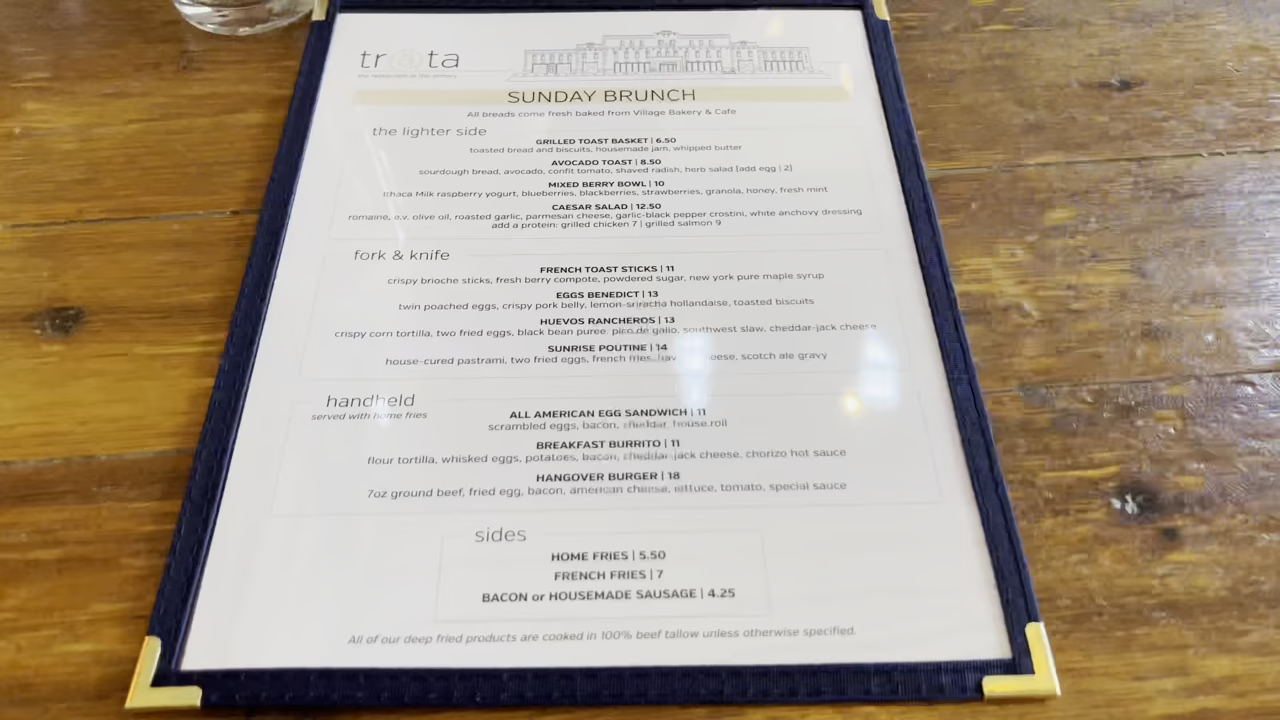 tr@ta
the restaurant at the armory
SUNDAY BRUNCH
All breads come fresh baked from Village Bakery & Cafe
the lighter side
GRILLED TOAST BASKET | 6.50
toasted bread and biscuits, housemade jam, whipped butter
AVOCADO TOAST | 8.50
sourdough bread, avocado, confit tomato, shaved radish, herb salad [add egg | 2]
MIXED BERRY BOWL | 10
Ithaca Milk raspberry yogurt, blueberries, blackberries, strawberries, granola, honey, fresh mint
CAESAR SALAD | 12.50
romaine, e.v. olive oil, roasted garlic, parmesan cheese, garlic-black pepper crostini, white anchovy dressing
add a protein: grilled chicken 7 | grilled salmon 9
fork & knife
FRENCH TOAST STICKS | 11
crispy brioche sticks, fresh berry compote, powdered sugar, new york pure maple syrup
EGGS BENEDICT | 13
twin poached eggs, crispy pork belly, lemon-sriracha hollandaise, toasted biscuits
HUEVOS RANCHEROS | 13
crispy corn tortilla, two fried eggs, black bean puree, pico de gallo, southwest slaw, cheddar-jack cheese
SUNRISE POUTINE | 14
house-cured pastrami, two fried eggs, french fries, cheese, scotch ale gravy
handheld
served with home fries
ALL AMERICAN EGG SANDWICH | 11
scrambled eggs, bacon, cheddar, house roll
BREAKFAST BURRITO | 11
flour tortilla, whisked eggs, potatoes, bacon, cheddar-jack cheese, chorizo hot sauce
HANGOVER BURGER | 18
7oz ground beef, fried egg, bacon, american cheese, lettuce, tomato, special sauce
sides
HOME FRIES | 5.50
FRENCH FRIES | 7
BACON or HOUSEMADE SAUSAGE | 4.25
All of our deep fried products are cooked in 100% beef tallow unless otherwise specified.